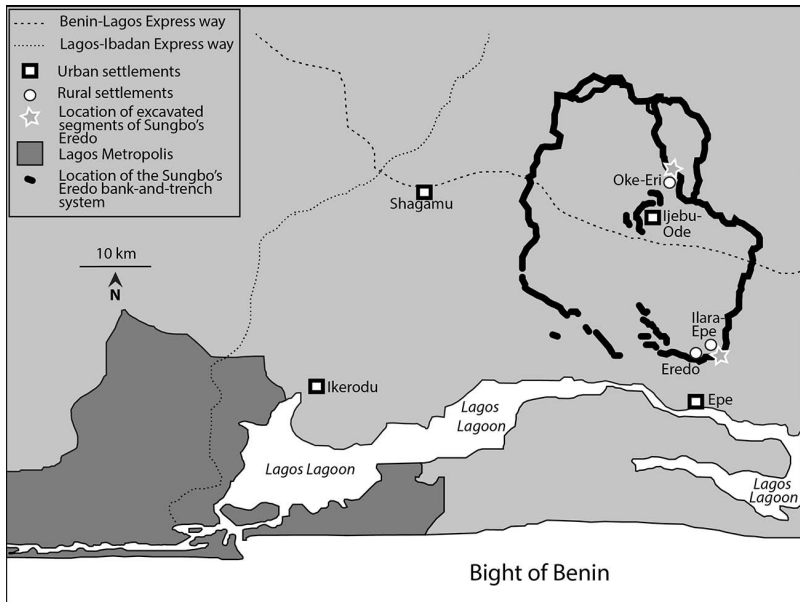 Benin-Lagos Express way
Lagos-Ibadan Express way
Urban settlements
Rural settlements
Location of excavated
segments of Sungbo's
Eredo
Lagos Metropolis
Location of the Sungbo's
Eredo bank-and-trench
system
10 km
N
Shagamu
Oke-Eri
Ijebu-
Ode
Ilara-
Epe
Eredo
Epe
Ikerodu
Lagos
Lagoon
Lagos Lagoon
Lagos
Lagoon
Bight of Benin